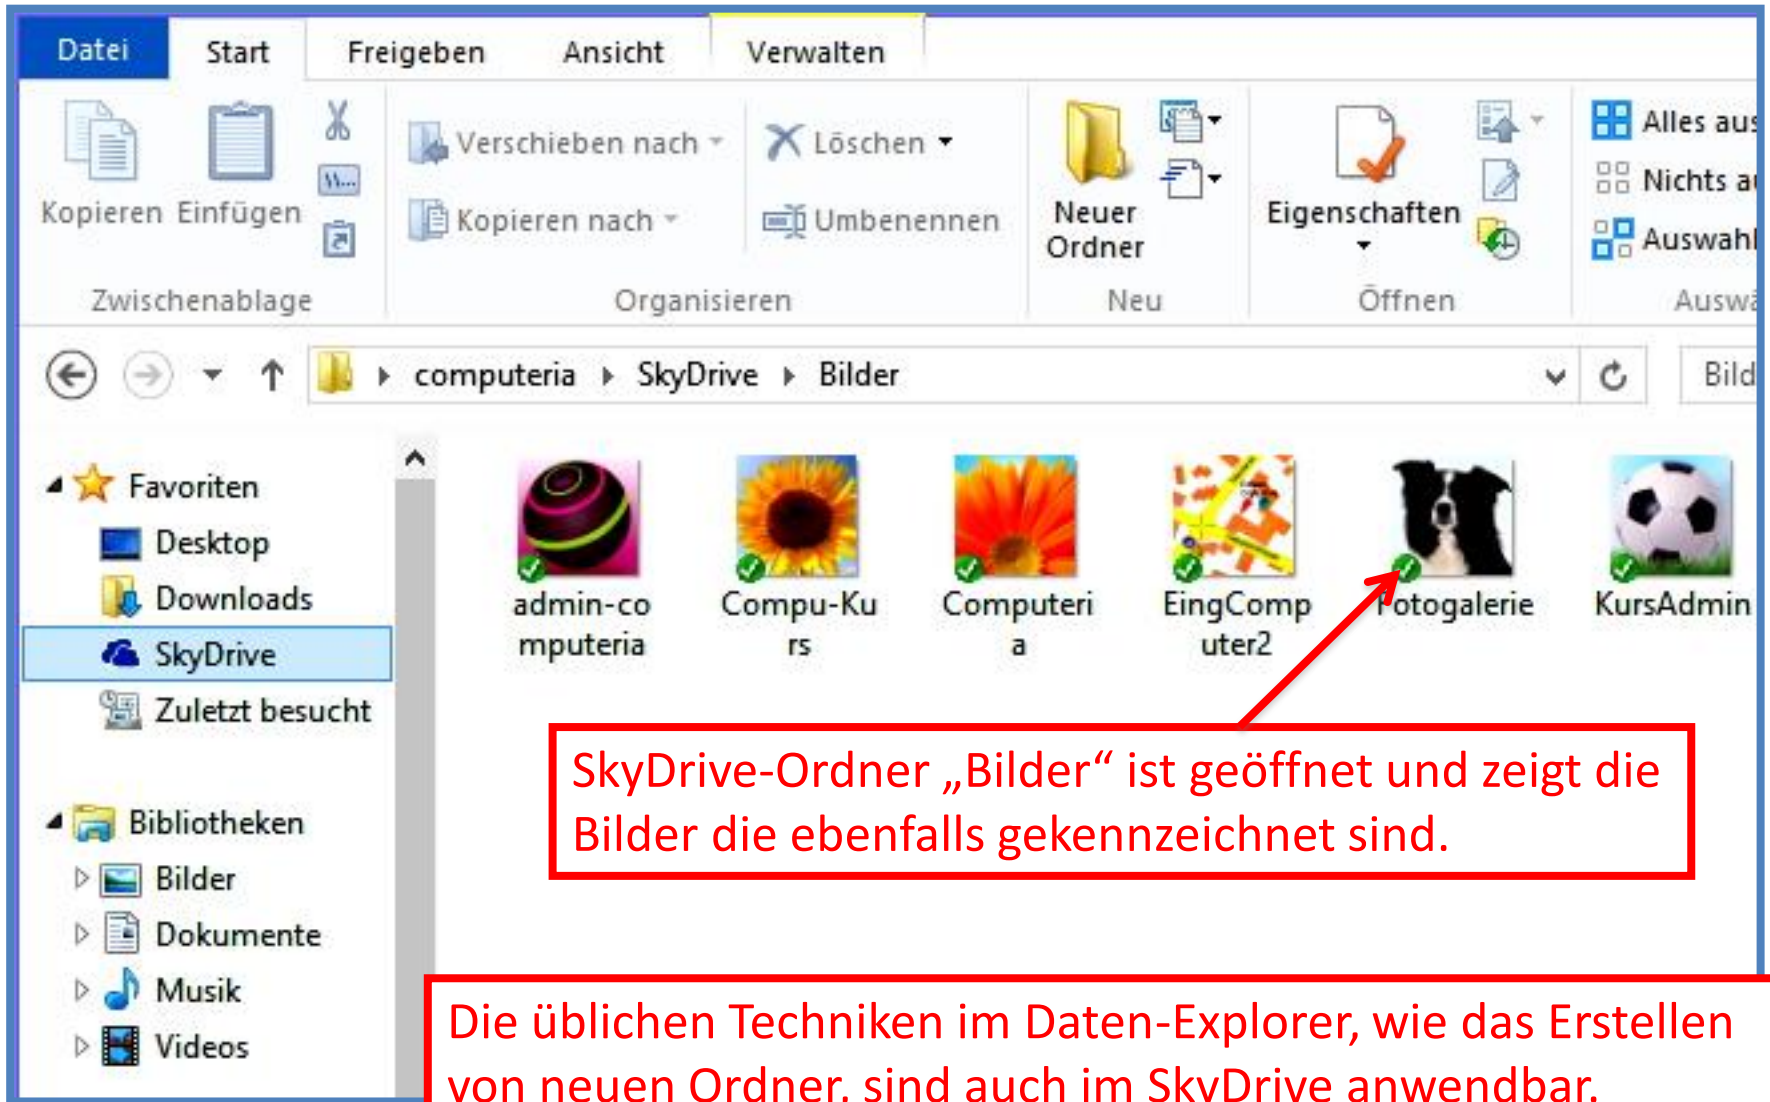 Datei Start Freigeben Ansicht Verwalten
Kopieren Einfügen
Verschieben nach
Kopieren nach
Löschen
Umbenennen
Neuer
Ordner
Eigenschaften
Alles aus
Nichts au
Auswahl
Zwischenablage Organisieren Neu Öffnen Auswä
computeria SkyDrive Bilder Bild
Favoriten
Desktop
Downloads
SkyDrive
Zuletzt besucht
Bibliotheken
Bilder
Dokumente
Musik
Videos
admin-co
mputeria
Compu-Ku
rs
Computeri
a
EingComp
uter2
Fotogalerie
KursAdmin
SkyDrive-Ordner „Bilder“ ist geöffnet und zeigt die
Bilder die ebenfalls gekennzeichnet sind.
Die üblichen Techniken im Daten-Explorer, wie das Erstellen
von neuen Ordner, sind auch im SkyDrive anwendbar.